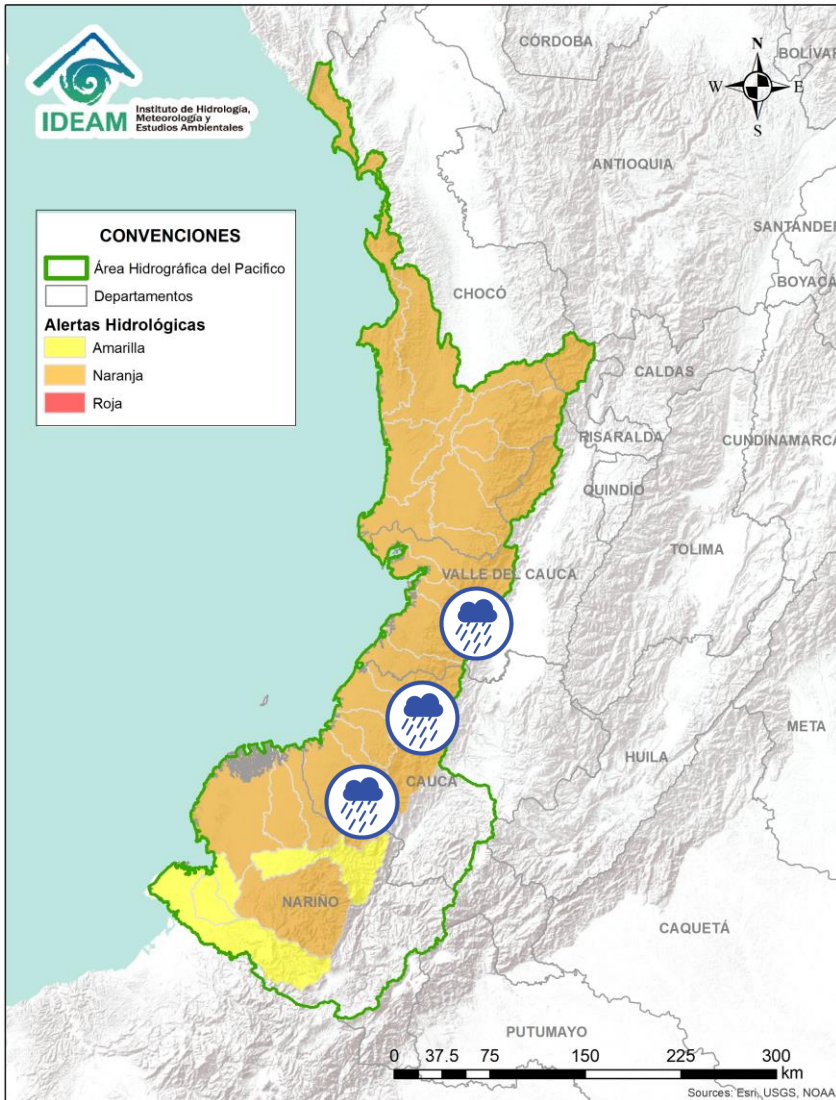 IDEAM
Instituto de Hidrología,
Meteorología y
Estudios Ambientales
CÓRDOBA
BOLÍVAR
N
W
E
S
ANTIOQUIA
SANTANDER
BOYACÁ
CONVENCIONES
Área Hidrográfica del Pacifico
Departamentos
Alertas Hidrológicas
Amarilla
Naranja
Roja
CHOCÓ
CALDAS
RISARALDA
CUNDINAMARCA
QUINDÍO
TOLIMA
VALLE DEL CAUCA
META
HUILA
CAUCA
NARIÑO
CAQUETÁ
PUTUMAYO
0 37.5 75 150 225 300
km
Sources: Esri, USGS, NOAA